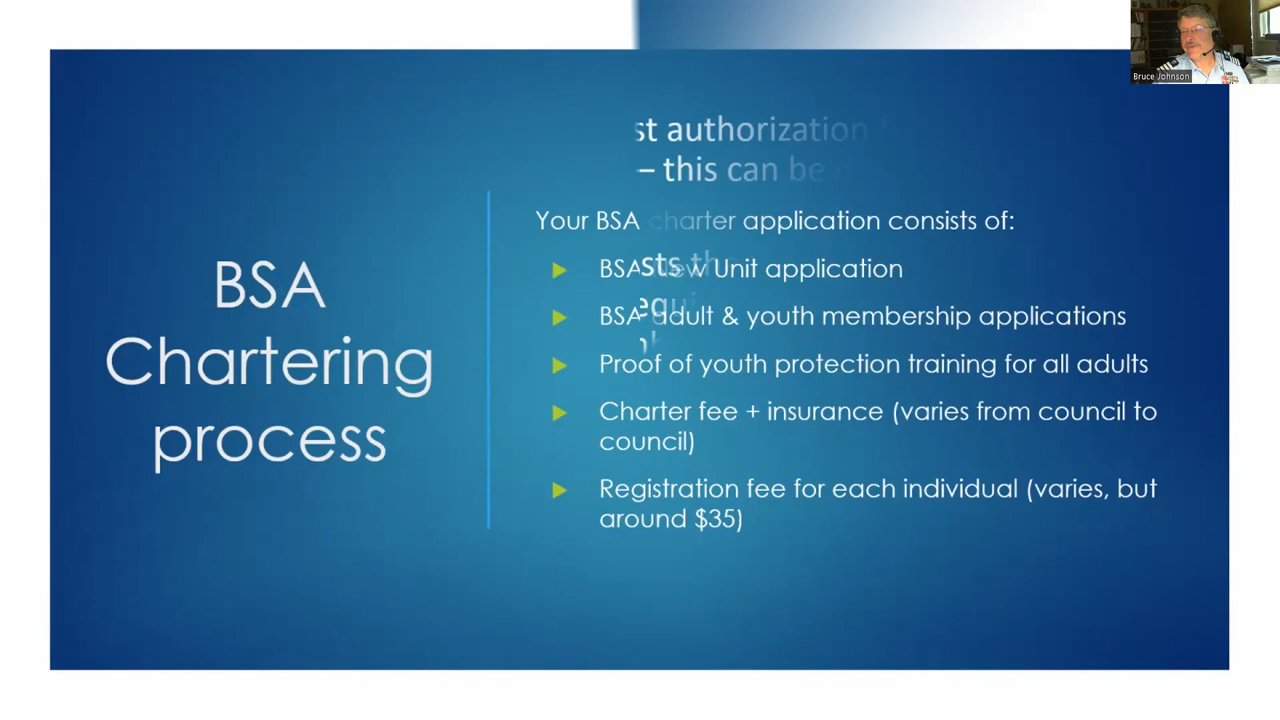 Bruce Johnson
st authorization
– this can be
BSA
Chartering
process
Your BSA charter application consists of:
BSA New Unit application
BSA adult & youth membership applications
Proof of youth protection training for all adults
Charter fee + insurance (varies from council to
council)
Registration fee for each individual (varies, but
around $35)